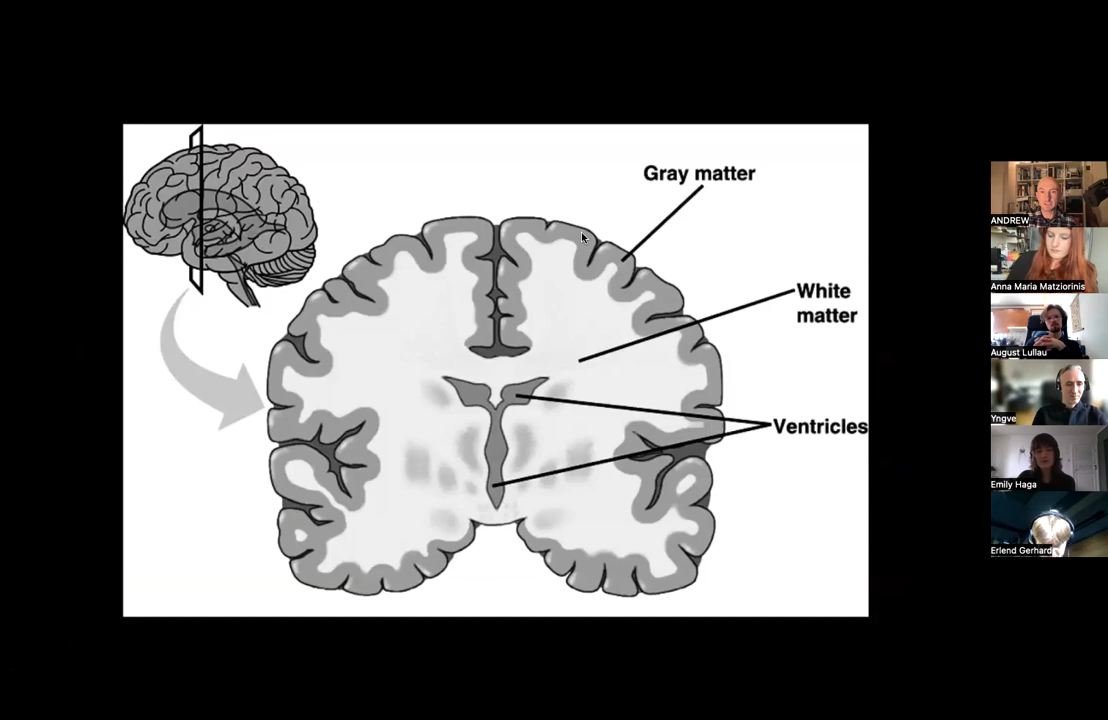 Gray matter
White
matter
Ventricles
ANDREW
Anna Maria Matziorinis
August Lullau
Yngve
Emily Haga
Erlend Gerhard